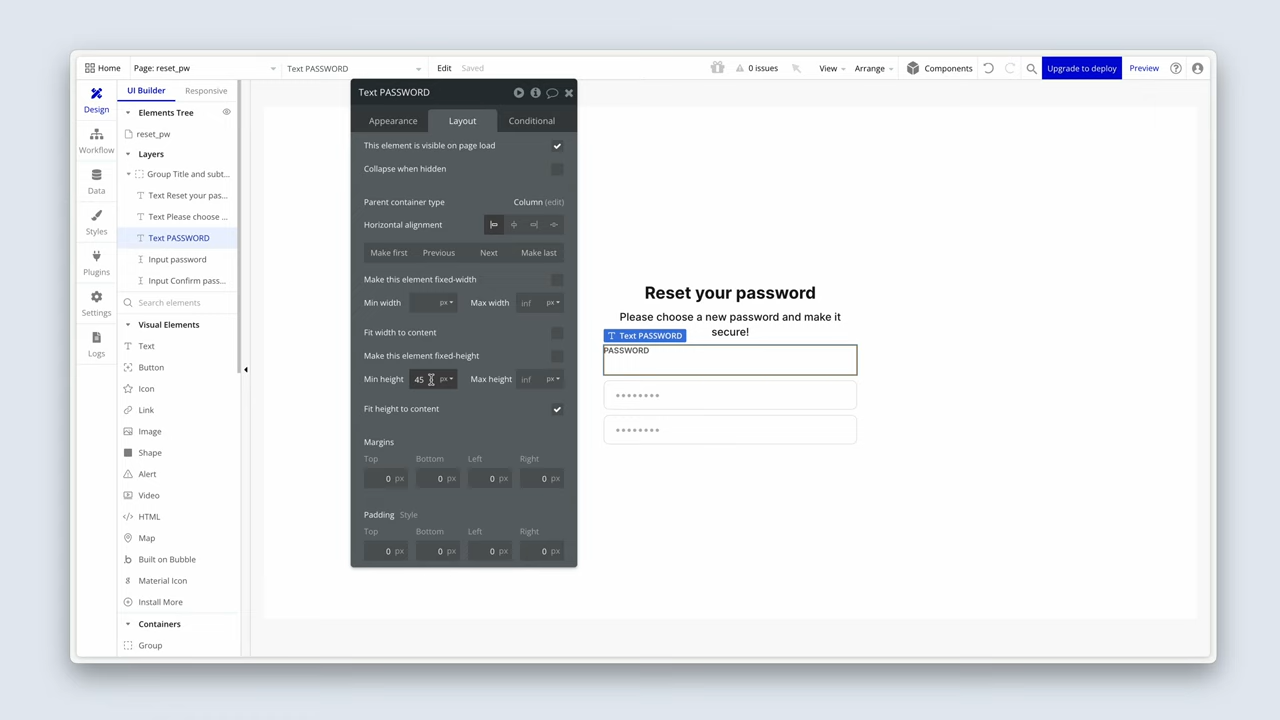 Home
Page: reset_pw
Text PASSWORD
Edit
Saved
0 issues
View
Arrange
Components
Upgrade to deploy
Preview
Design
Workflow
Data
Styles
Plugins
Settings
Logs
UI Builder
Responsive
Elements Tree
reset_pw
Layers
Group Title and subt...
Text Reset your pas...
Text Please choose ...
Text PASSWORD
Input password
Input Confirm pass...
Search elements
Visual Elements
Text
Button
Icon
Link
Image
Shape
Alert
Video
HTML
Map
Built on Bubble
Material Icon
Install More
Containers
Group
Text PASSWORD
Appearance
Layout
Conditional
This element is visible on page load
Collapse when hidden
Parent container type
Column (edit)
Horizontal alignment
Make first
Previous
Next
Make last
Make this element fixed-width
Min width
px
Max width
inf
px
Fit width to content
Make this element fixed-height
Min height
45
px
Max height
inf
px
Fit height to content
Margins
Top
Bottom
Left
Right
0 px
0 px
0 px
0 px
Padding Style
Top
Bottom
Left
Right
0 px
0 px
0 px
0 px
Reset your password
Please choose a new password and make it
secure!
Text PASSWORD
PASSWORD